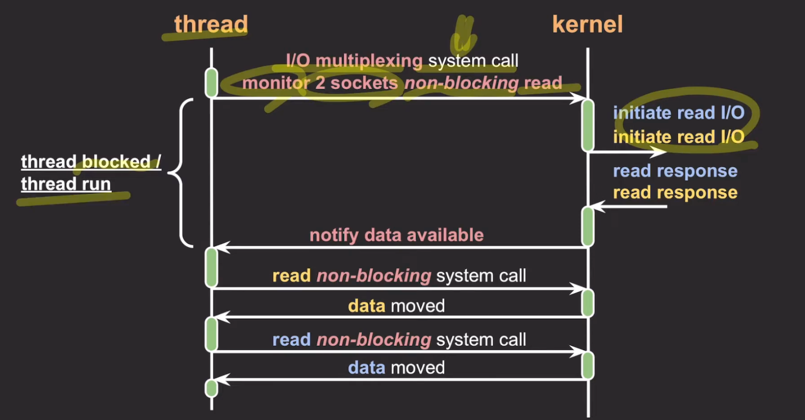 thread
kernel
I/O multiplexing system call
monitor 2 sockets non-blocking read
initiate read I/O
initiate read I/O
thread blocked /
thread run
read response
read response
notify data available
read non-blocking system call
data moved
read non-blocking system call
data moved